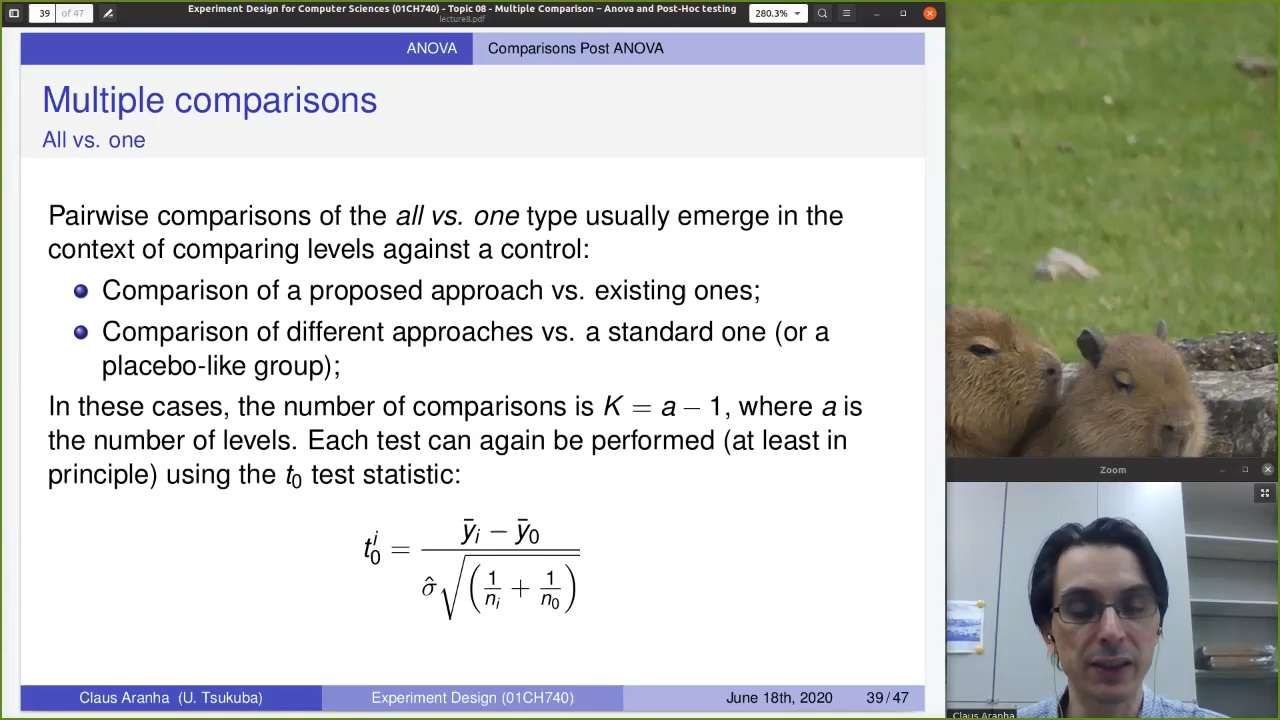 Experiment Design for Computer Sciences (01CH740) - Topic 08 - Multiple Comparison – Anova and Post-Hoc testing
lecture8.pdf
39 of 47
280.3%
ANOVA Comparisons Post ANOVA
Multiple comparisons
All vs. one
Pairwise comparisons of the all vs. one type usually emerge in the
context of comparing levels against a control:
Comparison of a proposed approach vs. existing ones;
Comparison of different approaches vs. a standard one (or a
placebo-like group);
In these cases, the number of comparisons is K = a − 1, where a is
the number of levels. Each test can again be performed (at least in
principle) using the t₀ test statistic:
t₀ⁱ = (ȳᵢ − ȳ₀) / (σ̂ √(1/nᵢ + 1/n₀))
Claus Aranha (U. Tsukuba) Experiment Design (01CH740) June 18th, 2020 39 / 47
Zoom
Claus Aranha